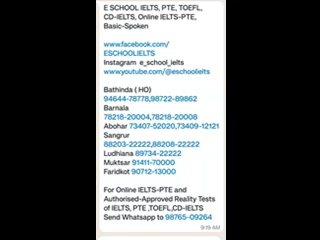 E SCHOOL IELTS, PTE, TOEFL,
CD-IELTS, Online IELTS-PTE,
Basic-Spoken
www.facebook.com/
ESCHOOLIELTS
Instagram e_school_ielts
www.youtube.com/@eschoolielts
Bathinda ( HO)
94644-78778,98722-89862
Barnala
78218-20004,78218-20008
Abohar 73407-52020,73409-12121
Sangrur
88203-22222,88208-22222
Ludhiana 89734-22222
Muktsar 91411-70000
Faridkot 90712-13000
For Online IELTS-PTE and
Authorised-Approved Reality Tests
of IELTS, PTE ,TOEFL,CD-IELTS
Send Whatsapp to 98765-09264
9:19 AM